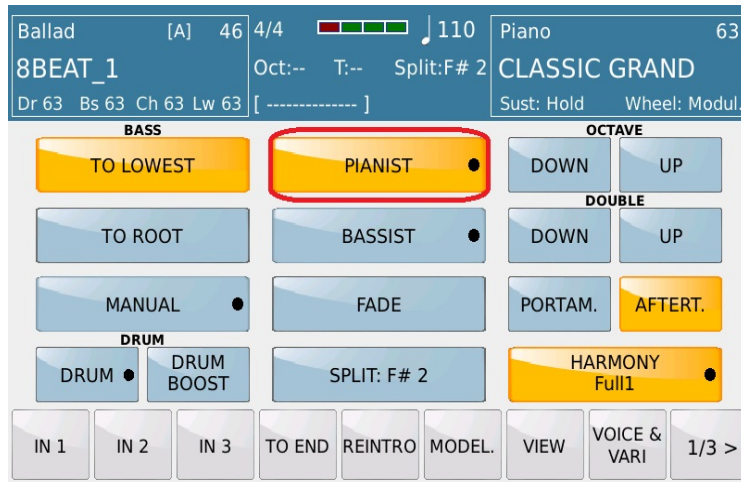 Ballad [A] 46 4/4 110 Piano 63
8BEAT_1 Oct:-- T:-- Split:F# 2 CLASSIC GRAND
Dr 63 Bs 63 Ch 63 Lw 63 [ -------------- ] Sust: Hold Wheel: Modul.
BASS OCTAVE
TO LOWEST PIANIST DOWN UP
DOUBLE
TO ROOT BASSIST DOWN UP
MANUAL FADE PORTAM. AFTERT.
DRUM
DRUM DRUM BOOST SPLIT: F# 2 HARMONY Full1
IN 1 IN 2 IN 3 TO END REINTRO MODEL. VIEW VOICE & VARI 1/3 >